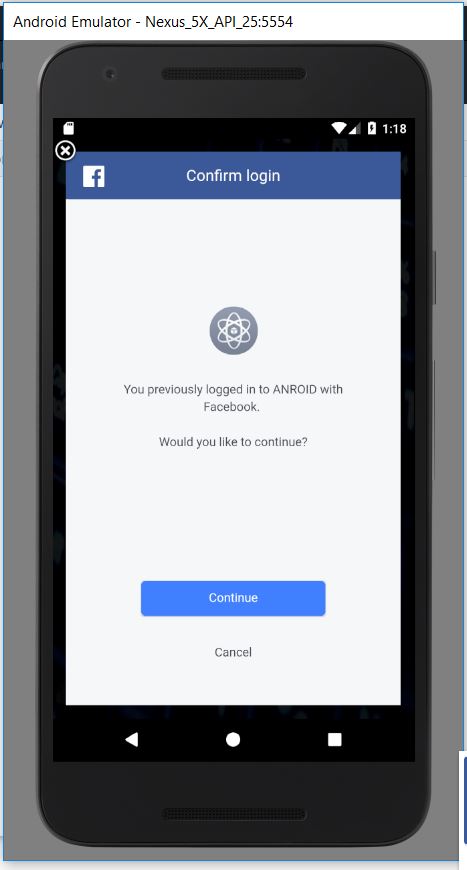 Android Emulator - Nexus_5X_API_25:5554
1:18
Confirm login
You previously logged in to ANROID with
Facebook.
Would you like to continue?
Continue
Cancel